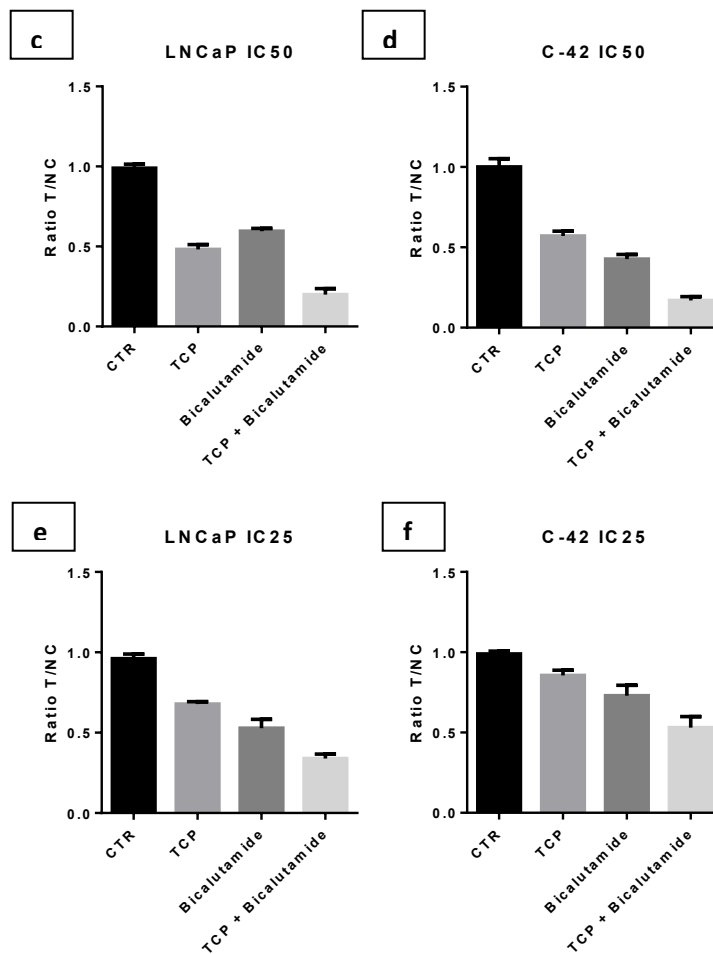 c
LNCaP IC50
1.5
1.0
0.5
0.0
Ratio T/NC
CTR
TCP
Bicalutamide
TCP + Bicalutamide
d
C-42 IC50
1.5
1.0
0.5
0.0
Ratio T/NC
CTR
TCP
Bicalutamide
TCP + Bicalutamide
e
LNCaP IC25
1.5
1.0
0.5
0.0
Ratio T/NC
CTR
TCP
Bicalutamide
TCP + Bicalutamide
f
C-42 IC25
1.5
1.0
0.5
0.0
Ratio T/NC
CTR
TCP
Bicalutamide
TCP + Bicalutamide